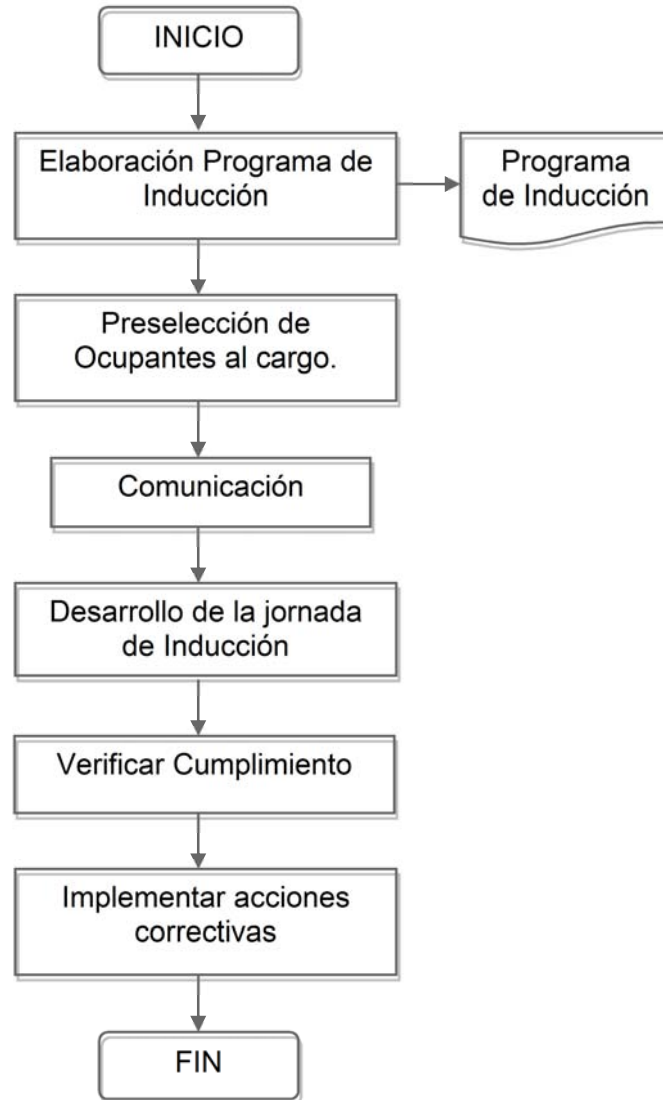 INICIO
Elaboración Programa de
Inducción
Programa
de Inducción
Preselección de
Ocupantes al cargo.
Comunicación
Desarrollo de la jornada
de Inducción
Verificar Cumplimiento
Implementar acciones
correctivas
FIN